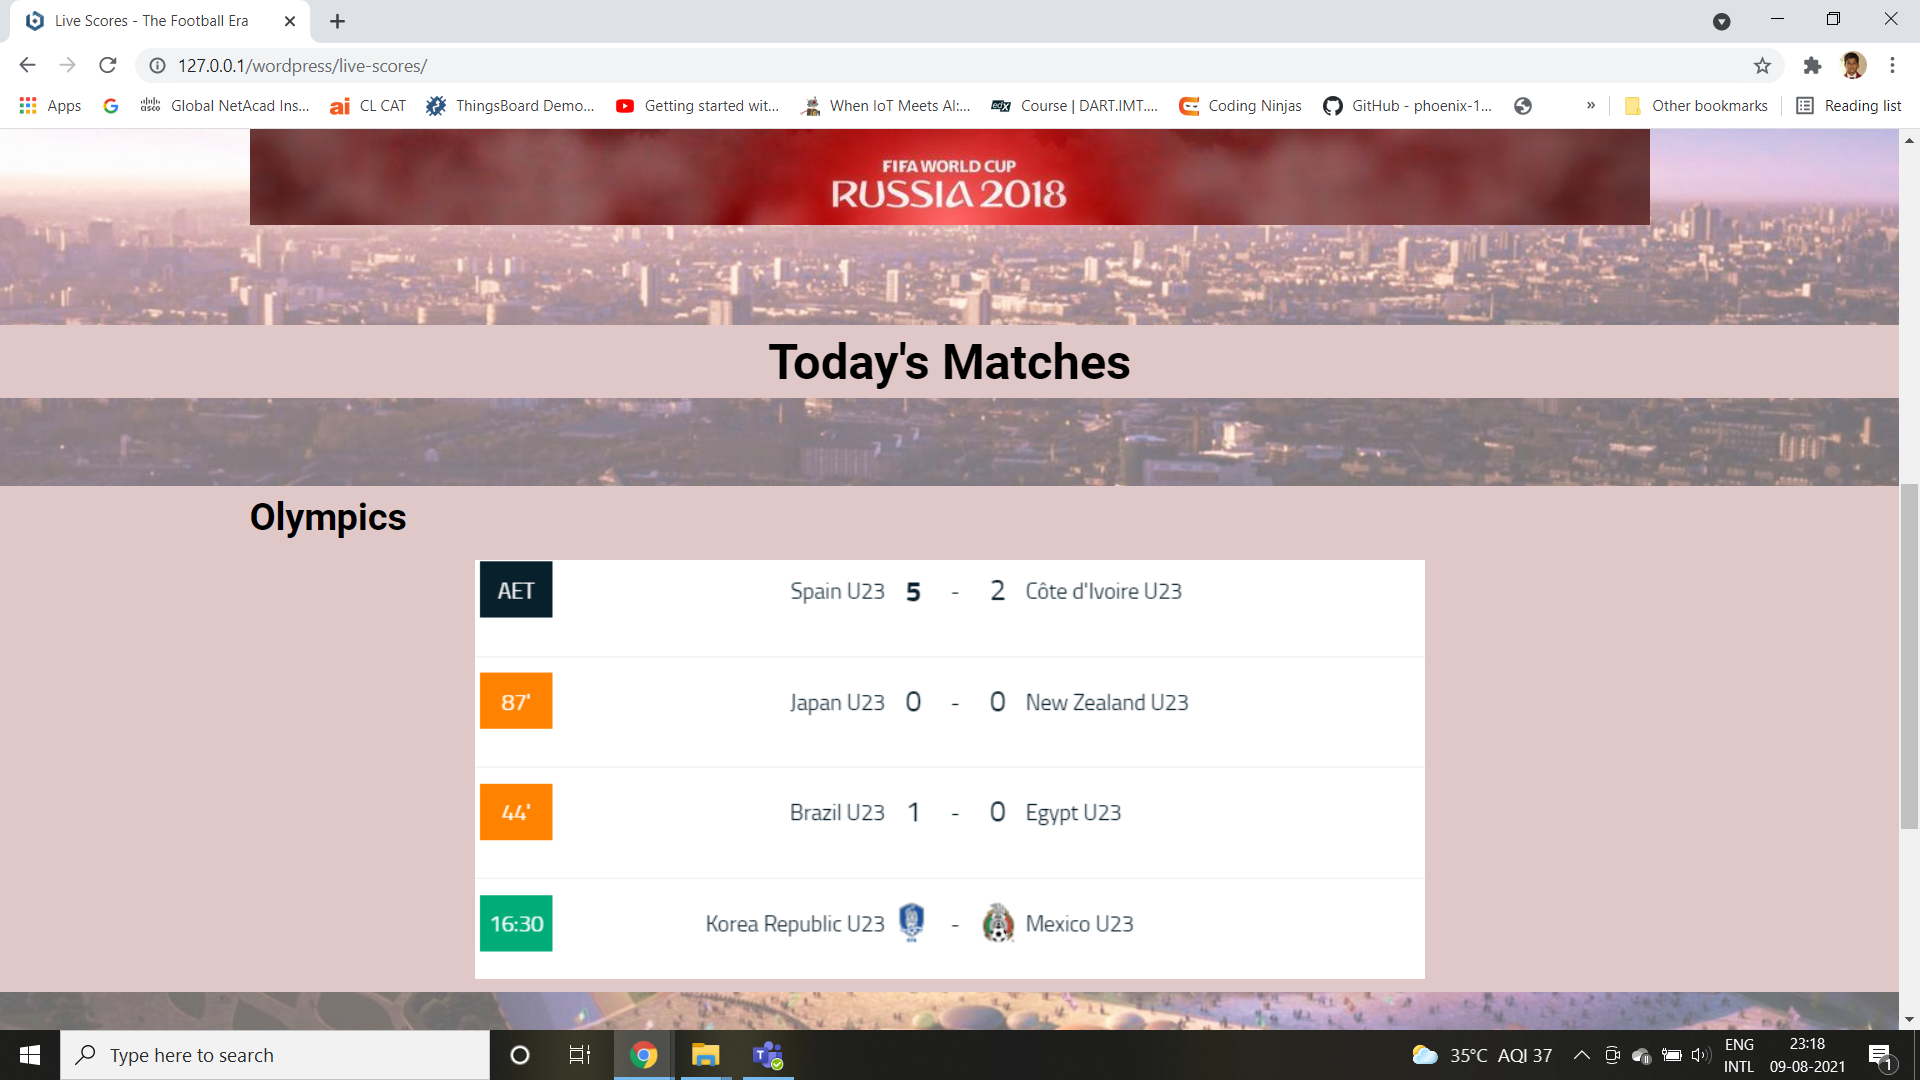 Live Scores - The Football Era
127.0.0.1/wordpress/live-scores/
Apps Global NetAcad Ins... CL CAT ThingsBoard Demo... Getting started wit... When IoT Meets AI:... Course | DART.IMT.... Coding Ninjas GitHub - phoenix-1... » Other bookmarks Reading list
FIFA WORLD CUP
RUSSIA 2018
Today's Matches
Olympics
AET Spain U23 5 - 2 Côte d'Ivoire U23
87' Japan U23 0 - 0 New Zealand U23
44' Brazil U23 1 - 0 Egypt U23
16:30 Korea Republic U23 - Mexico U23
Type here to search
35°C AQI 37
ENG
INTL
23:18
09-08-2021
1